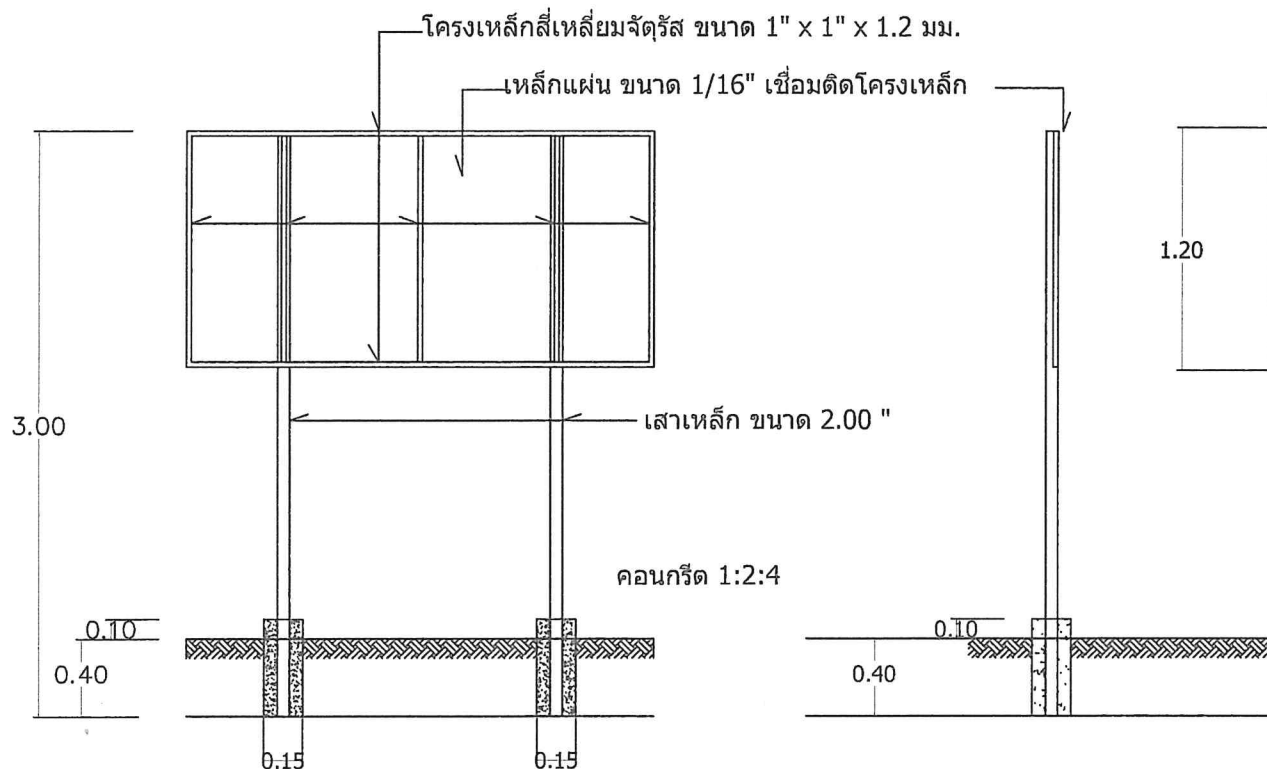 โครงเหล็กสี่เหลี่ยมจัตุรัส ขนาด 1" x 1" x 1.2 มม.
เหล็กแผ่น ขนาด 1/16" เชื่อมติดโครงเหล็ก
1.20
3.00
เสาเหล็ก ขนาด 2.00 "
คอนกรีต 1:2:4
0.10
0.10
0.40
0.40
0.15
0.15